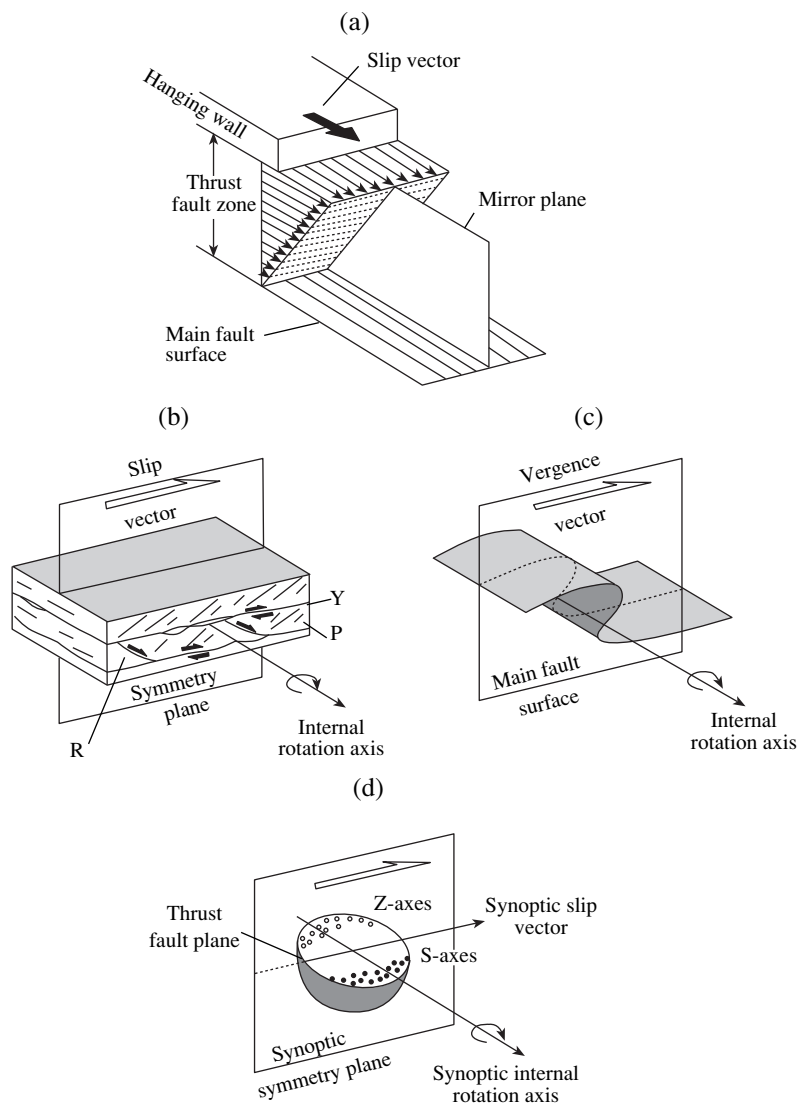 (a)
Slip vector
Hanging wall
Thrust
fault zone
Mirror plane
Main fault
surface
(b)
Slip
vector
Y
P
Symmetry
plane
R
Internal
rotation axis
(c)
Vergence
vector
Main fault
surface
Internal
rotation axis
(d)
Z-axes
Thrust
fault plane
Synoptic slip
vector
S-axes
Synoptic
symmetry plane
Synoptic internal
rotation axis